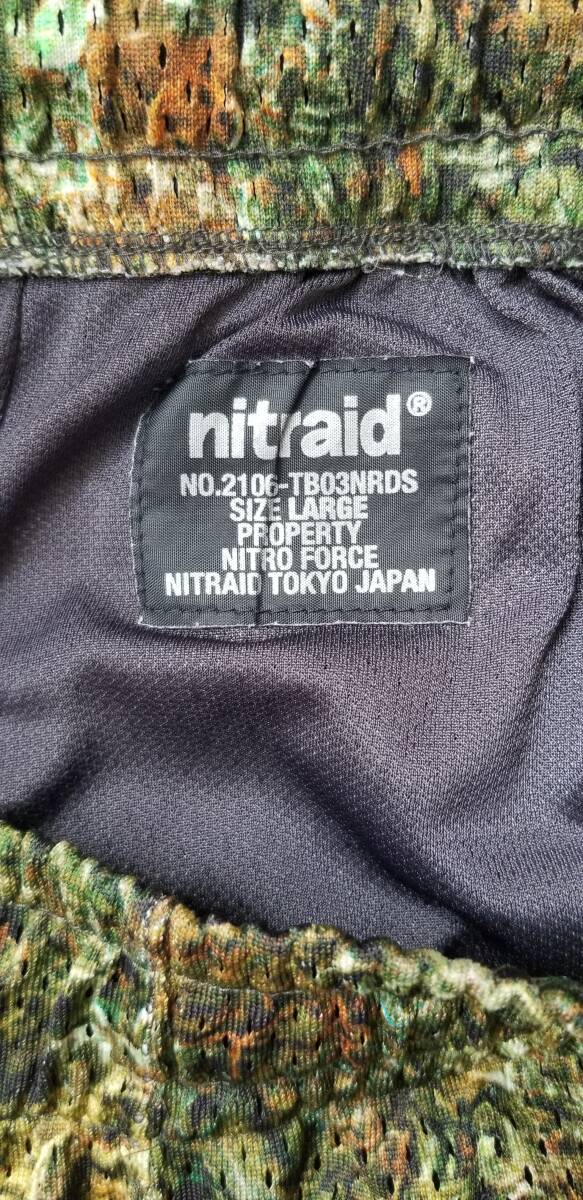 nitraid®
NO.2106-TB03NRDS
SIZE LARGE
PROPERTY
NITRO FORCE
NITRAID TOKYO JAPAN